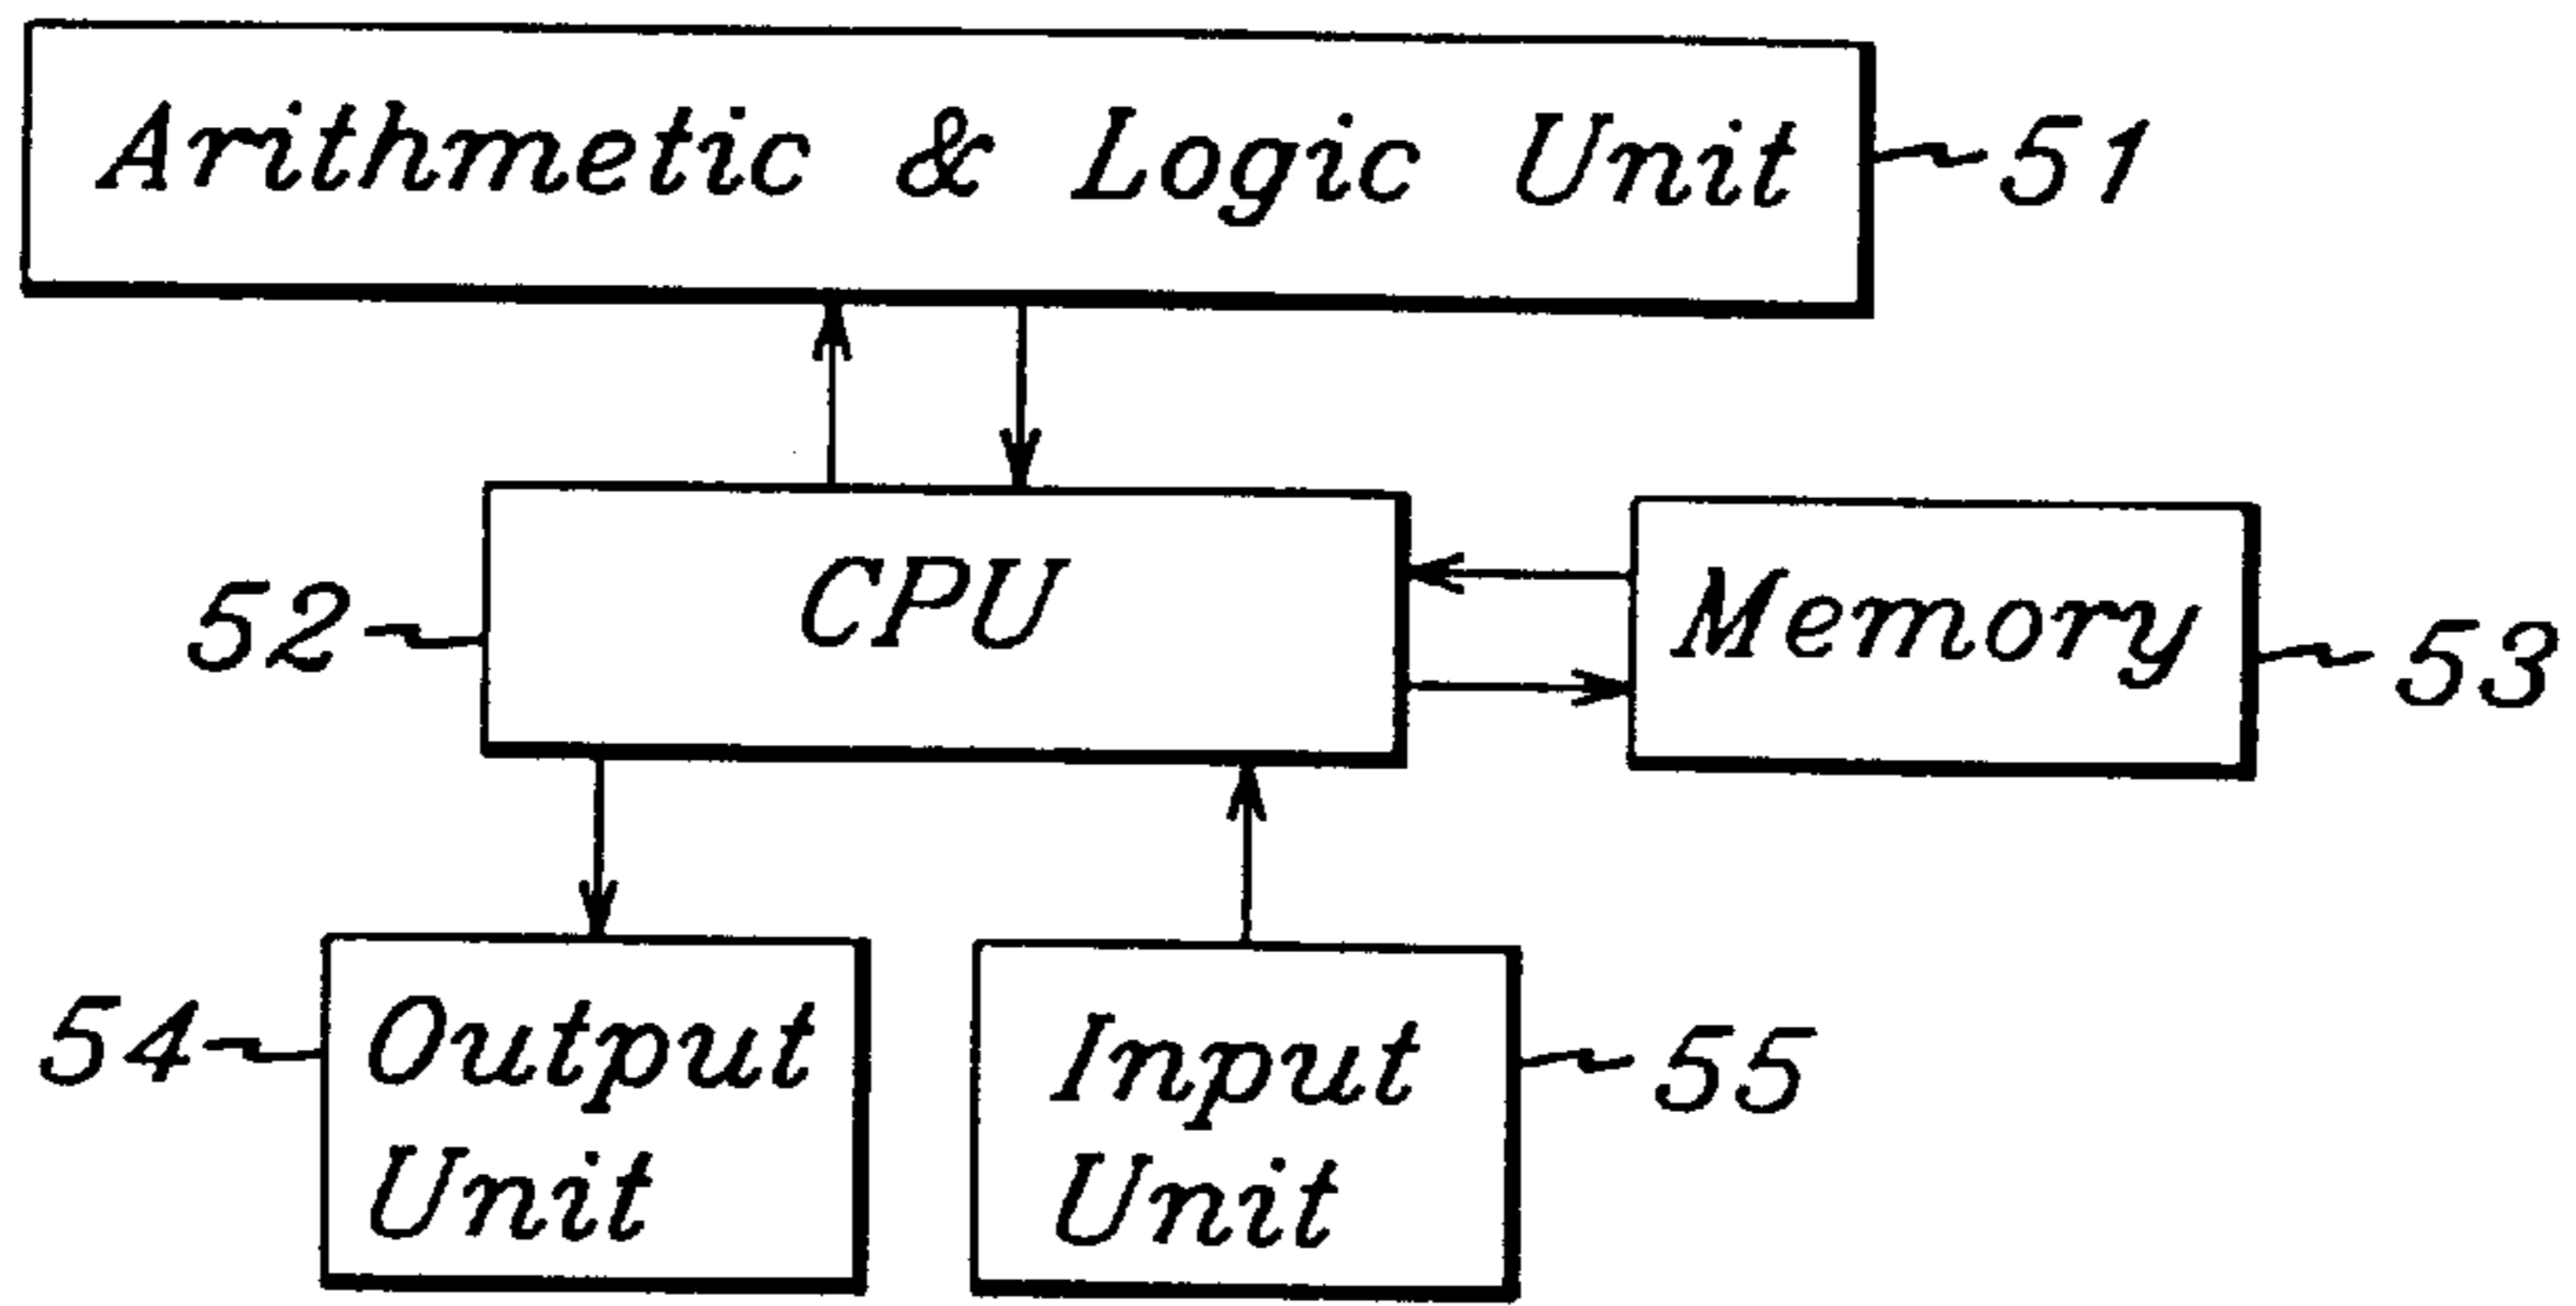 Arithmetic & Logic Unit
51
CPU
52
Memory
53
Output
Unit
54
Input
Unit
55